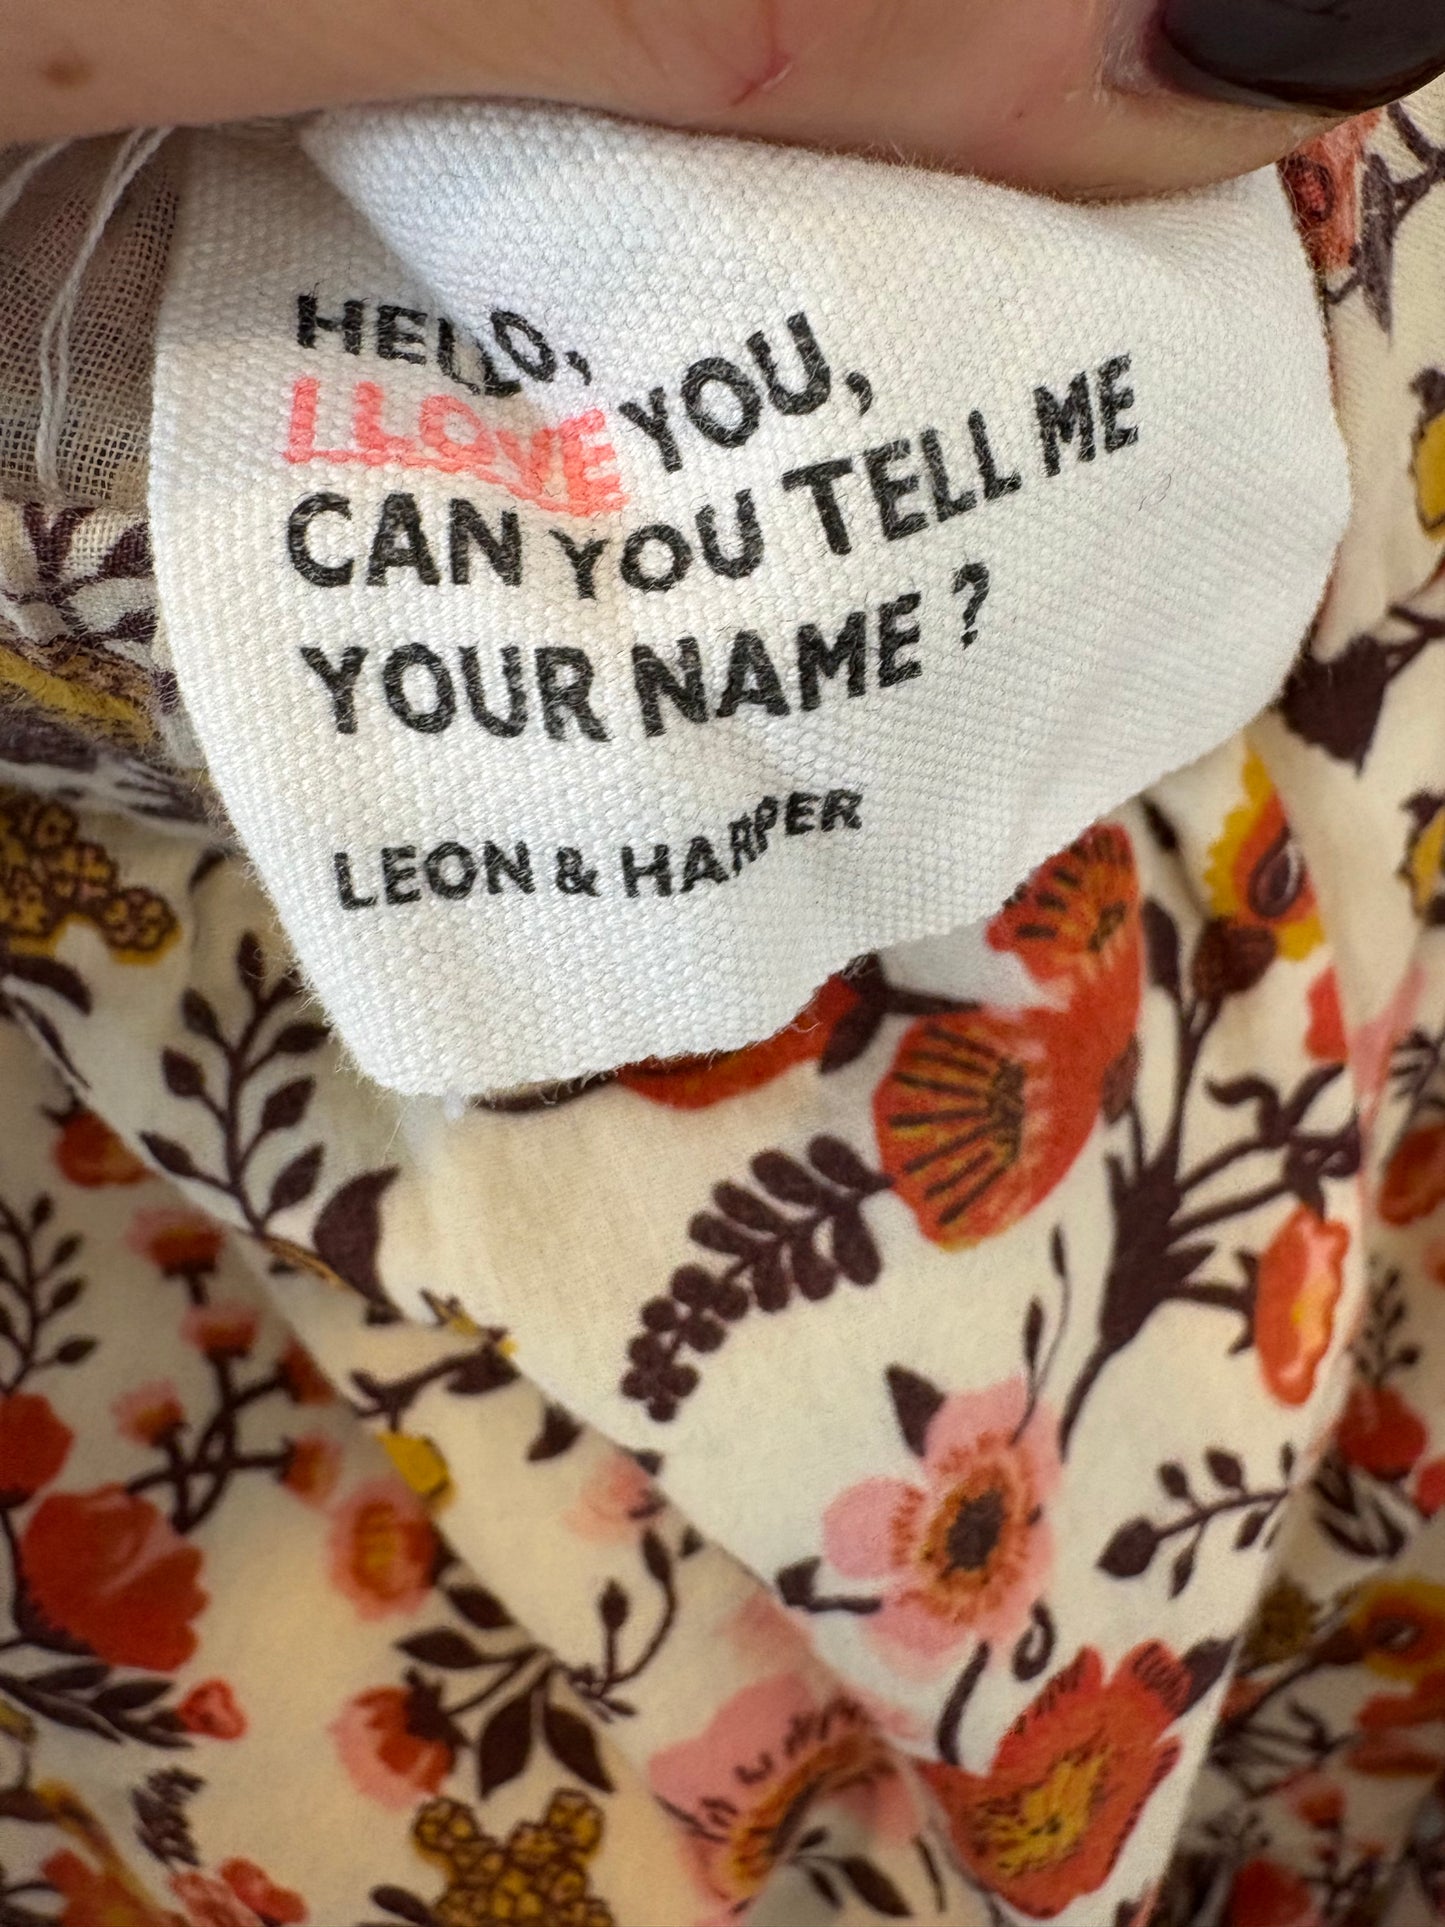 HELLO,
I LOVE YOU,
CAN YOU TELL ME
YOUR NAME ?
LEON & HARPER